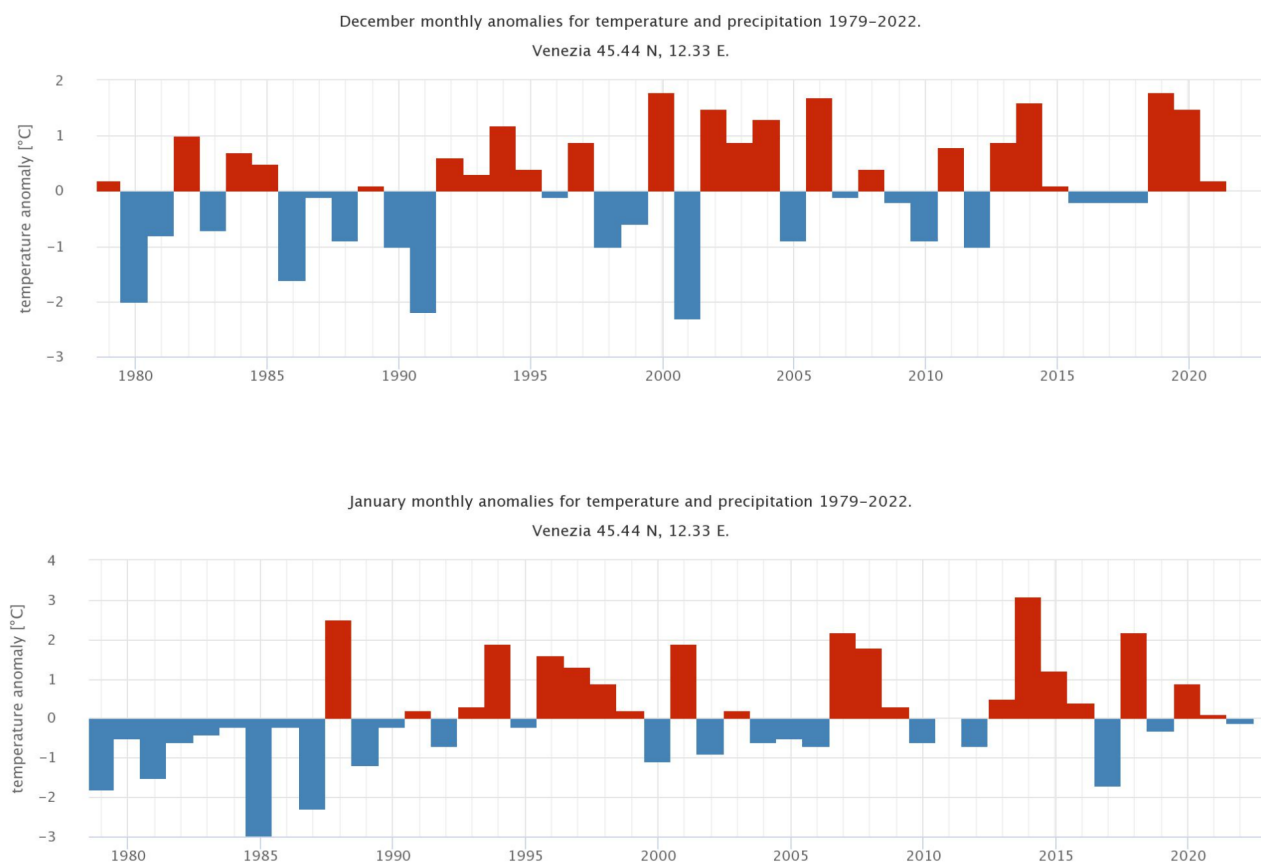 December monthly anomalies for temperature and precipitation 1979-2022.
Venezia 45.44 N, 12.33 E.
temperature anomaly [°C]
2
1
0
-1
-2
-3
1980 1985 1990 1995 2000 2005 2010 2015 2020
January monthly anomalies for temperature and precipitation 1979-2022.
Venezia 45.44 N, 12.33 E.
temperature anomaly [°C]
4
3
2
1
0
-1
-2
-3
1980 1985 1990 1995 2000 2005 2010 2015 2020